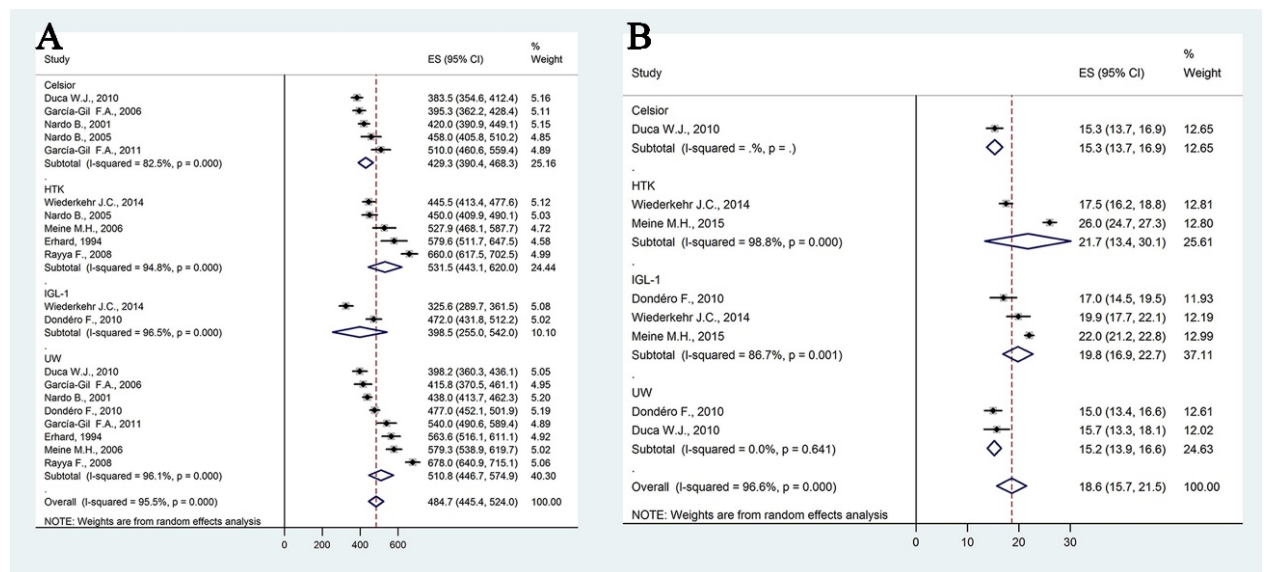 A
%
Study ES (95% CI) Weight
Celsior
Duca W.J., 2010 383.5 (354.6, 412.4) 5.16
García-Gil F.A., 2006 395.3 (362.2, 428.4) 5.11
Nardo B., 2001 420.0 (390.9, 449.1) 5.15
Nardo B., 2005 458.0 (405.8, 510.2) 4.85
García-Gil F.A., 2011 510.0 (460.6, 559.4) 4.89
Subtotal (I-squared = 82.5%, p = 0.000) 429.3 (390.4, 468.3) 25.16
.
HTK
Wiederkehr J.C., 2014 445.5 (413.4, 477.6) 5.12
Nardo B., 2005 450.0 (409.9, 490.1) 5.03
Meine M.H., 2006 527.9 (468.1, 587.7) 4.72
Erhard, 1994 579.6 (511.7, 647.5) 4.58
Rayya F., 2008 660.0 (617.5, 702.5) 4.99
Subtotal (I-squared = 94.8%, p = 0.000) 531.5 (443.1, 620.0) 24.44
.
IGL-1
Wiederkehr J.C., 2014 325.6 (289.7, 361.5) 5.08
Dondéro F., 2010 472.0 (431.8, 512.2) 5.02
Subtotal (I-squared = 96.5%, p = 0.000) 398.5 (255.0, 542.0) 10.10
.
UW
Duca W.J., 2010 398.2 (360.3, 436.1) 5.05
García-Gil F.A., 2006 415.8 (370.5, 461.1) 4.95
Nardo B., 2001 438.0 (413.7, 462.3) 5.20
Dondéro F., 2010 477.0 (452.1, 501.9) 5.19
García-Gil F.A., 2011 540.0 (490.6, 589.4) 4.89
Erhard, 1994 563.6 (516.1, 611.1) 4.92
Meine M.H., 2006 579.3 (538.9, 619.7) 5.02
Rayya F., 2008 678.0 (640.9, 715.1) 5.06
Subtotal (I-squared = 96.1%, p = 0.000) 510.8 (446.7, 574.9) 40.30
.
Overall (I-squared = 95.5%, p = 0.000) 484.7 (445.4, 524.0) 100.00
NOTE: Weights are from random effects analysis
0 200 400 600
B
%
Study ES (95% CI) Weight
Celsior
Duca W.J., 2010 15.3 (13.7, 16.9) 12.65
Subtotal (I-squared = .%, p = .) 15.3 (13.7, 16.9) 12.65
.
HTK
Wiederkehr J.C., 2014 17.5 (16.2, 18.8) 12.81
Meine M.H., 2015 26.0 (24.7, 27.3) 12.80
Subtotal (I-squared = 98.8%, p = 0.000) 21.7 (13.4, 30.1) 25.61
.
IGL-1
Dondéro F., 2010 17.0 (14.5, 19.5) 11.93
Wiederkehr J.C., 2014 19.9 (17.7, 22.1) 12.19
Meine M.H., 2015 22.0 (21.2, 22.8) 12.99
Subtotal (I-squared = 86.7%, p = 0.001) 19.8 (16.9, 22.7) 37.11
.
UW
Dondéro F., 2010 15.0 (13.4, 16.6) 12.61
Duca W.J., 2010 15.7 (13.3, 18.1) 12.02
Subtotal (I-squared = 0.0%, p = 0.641) 15.2 (13.9, 16.6) 24.63
.
Overall (I-squared = 96.6%, p = 0.000) 18.6 (15.7, 21.5) 100.00
NOTE: Weights are from random effects analysis
0 10 20 30